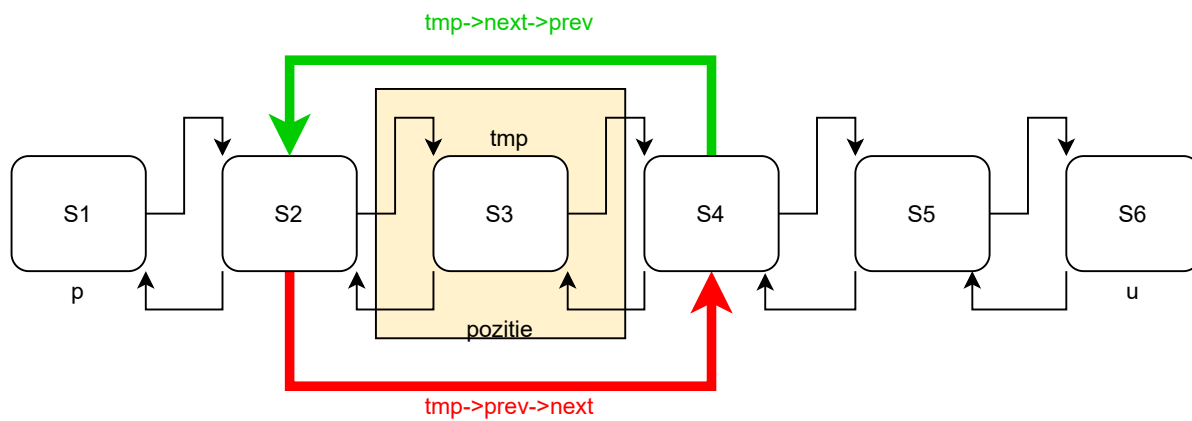 tmp->next->prev
tmp
S1
S2
S3
S4
S5
S6
p
u
pozitie
tmp->prev->next